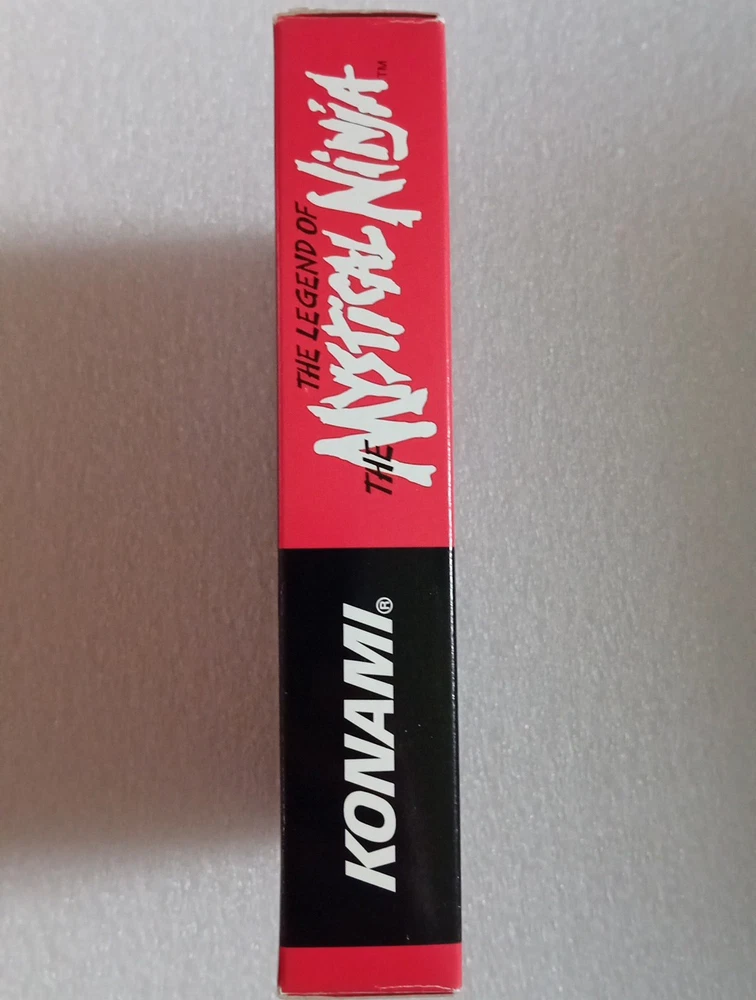 THE LEGEND OF
THE MYSTICAL NINJA™
KONAMI®